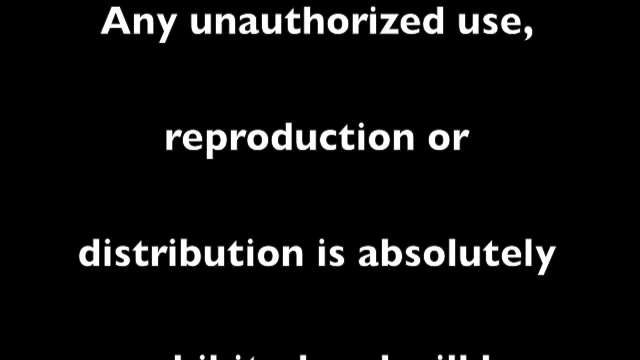 Any unauthorized use,
reproduction or
distribution is absolutely